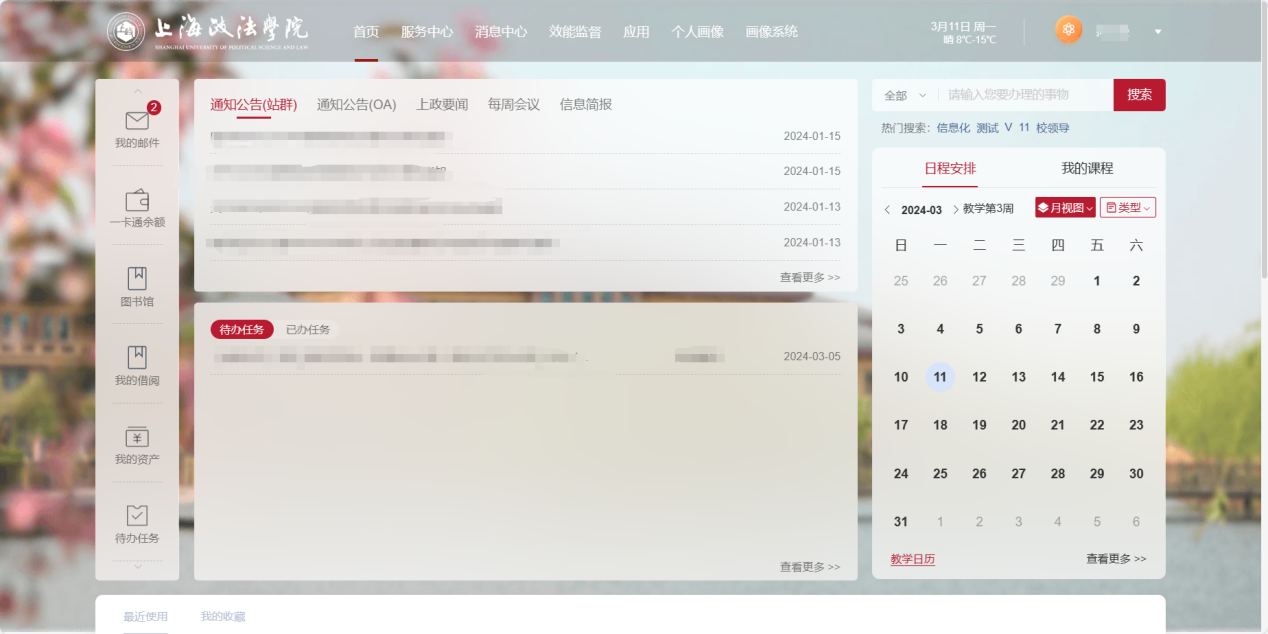 上海政法學院
SHANGHAI UNIVERSITY OF POLITICAL SCIENCE AND LAW
首页 服务中心 消息中心 效能监督 应用 个人画像 画像系统
3月11日 周一
晴 8℃-15℃
2
我的邮件
一卡通余额
图书馆
我的借阅
我的资产
待办任务
通知公告(站群) 通知公告(OA) 上政要闻 每周会议 信息简报
2024-01-15
2024-01-15
2024-01-13
2024-01-13
查看更多 >>
待办任务 已办任务
2024-03-05
查看更多 >>
全部 请输入您要办理的事物 搜索
热门搜索: 信息化 测试 V 11 校领导
日程安排 我的课程
< 2024-03 > 教学第3周 月视图 类型
日 一 二 三 四 五 六
25 26 27 28 29 1 2
3 4 5 6 7 8 9
10 11 12 13 14 15 16
17 18 19 20 21 22 23
24 25 26 27 28 29 30
31 1 2 3 4 5 6
教学日历 查看更多 >>
最近使用 我的收藏